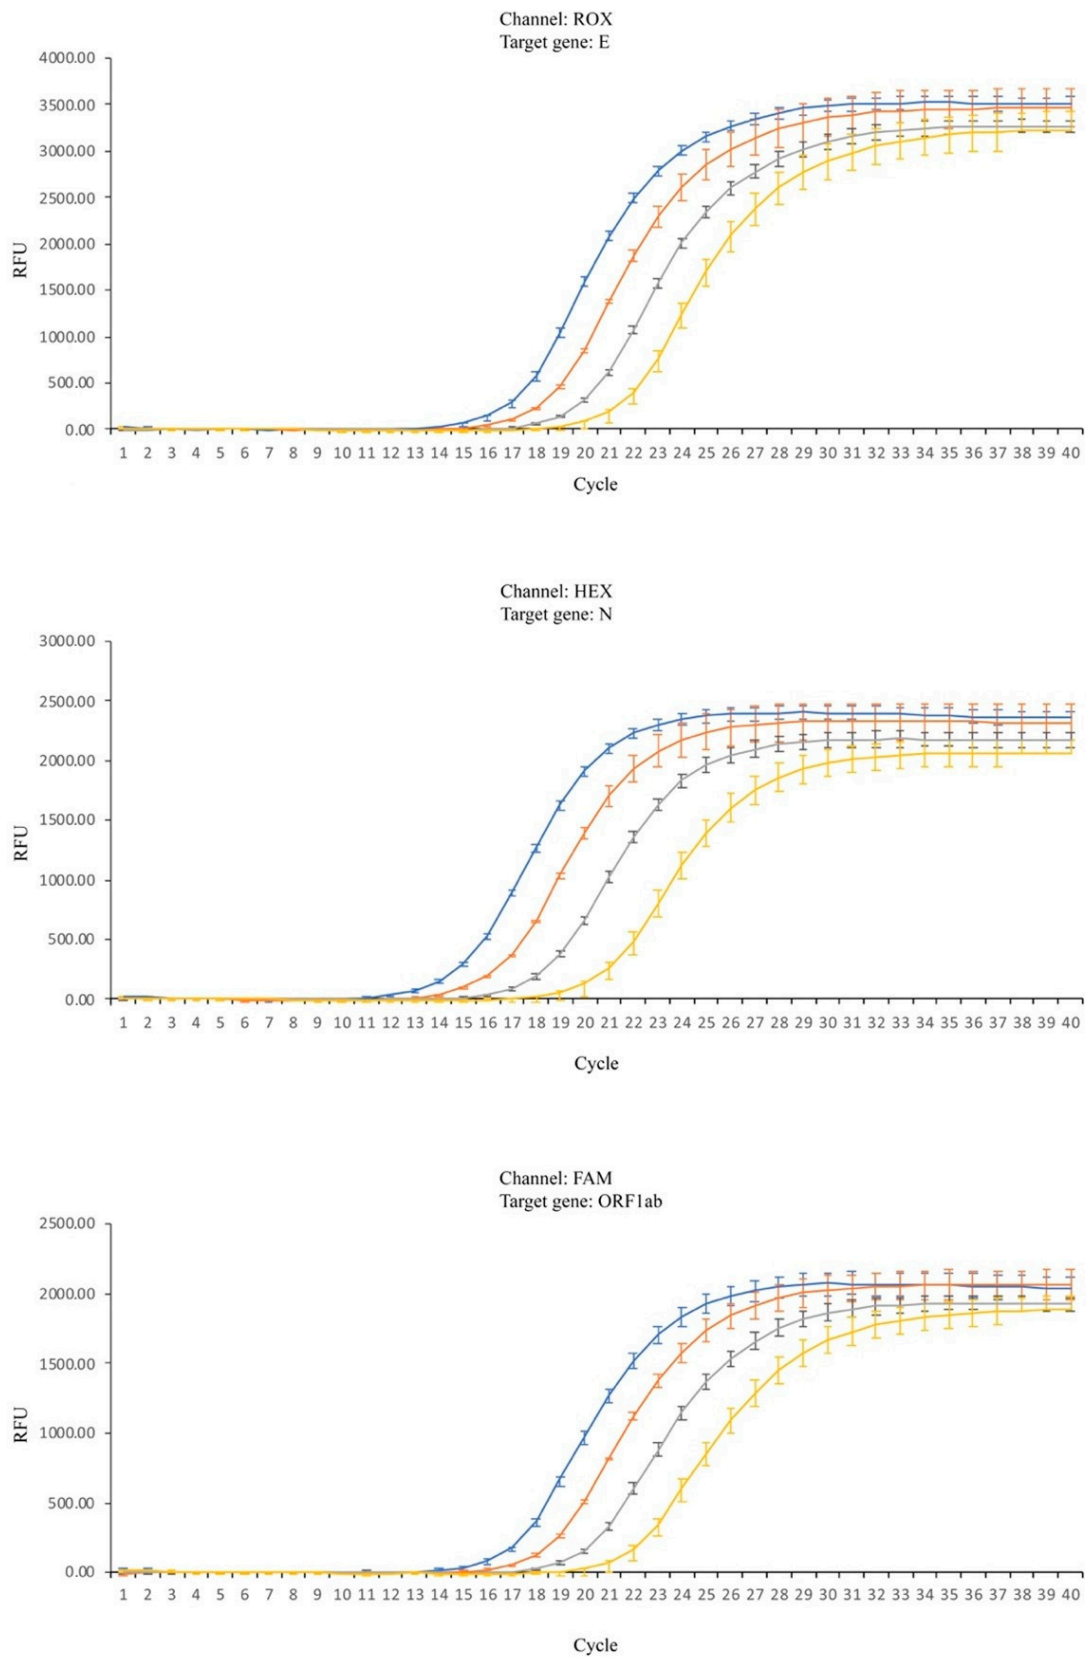 Channel: ROX
Target gene: E
4000.00
3500.00
3000.00
2500.00
2000.00
1500.00
1000.00
500.00
0.00
RFU
1 2 3 4 5 6 7 8 9 10 11 12 13 14 15 16 17 18 19 20 21 22 23 24 25 26 27 28 29 30 31 32 33 34 35 36 37 38 39 40
Cycle
Channel: HEX
Target gene: N
3000.00
2500.00
2000.00
1500.00
1000.00
500.00
0.00
RFU
1 2 3 4 5 6 7 8 9 10 11 12 13 14 15 16 17 18 19 20 21 22 23 24 25 26 27 28 29 30 31 32 33 34 35 36 37 38 39 40
Cycle
Channel: FAM
Target gene: ORF1ab
2500.00
2000.00
1500.00
1000.00
500.00
0.00
RFU
1 2 3 4 5 6 7 8 9 10 11 12 13 14 15 16 17 18 19 20 21 22 23 24 25 26 27 28 29 30 31 32 33 34 35 36 37 38 39 40
Cycle